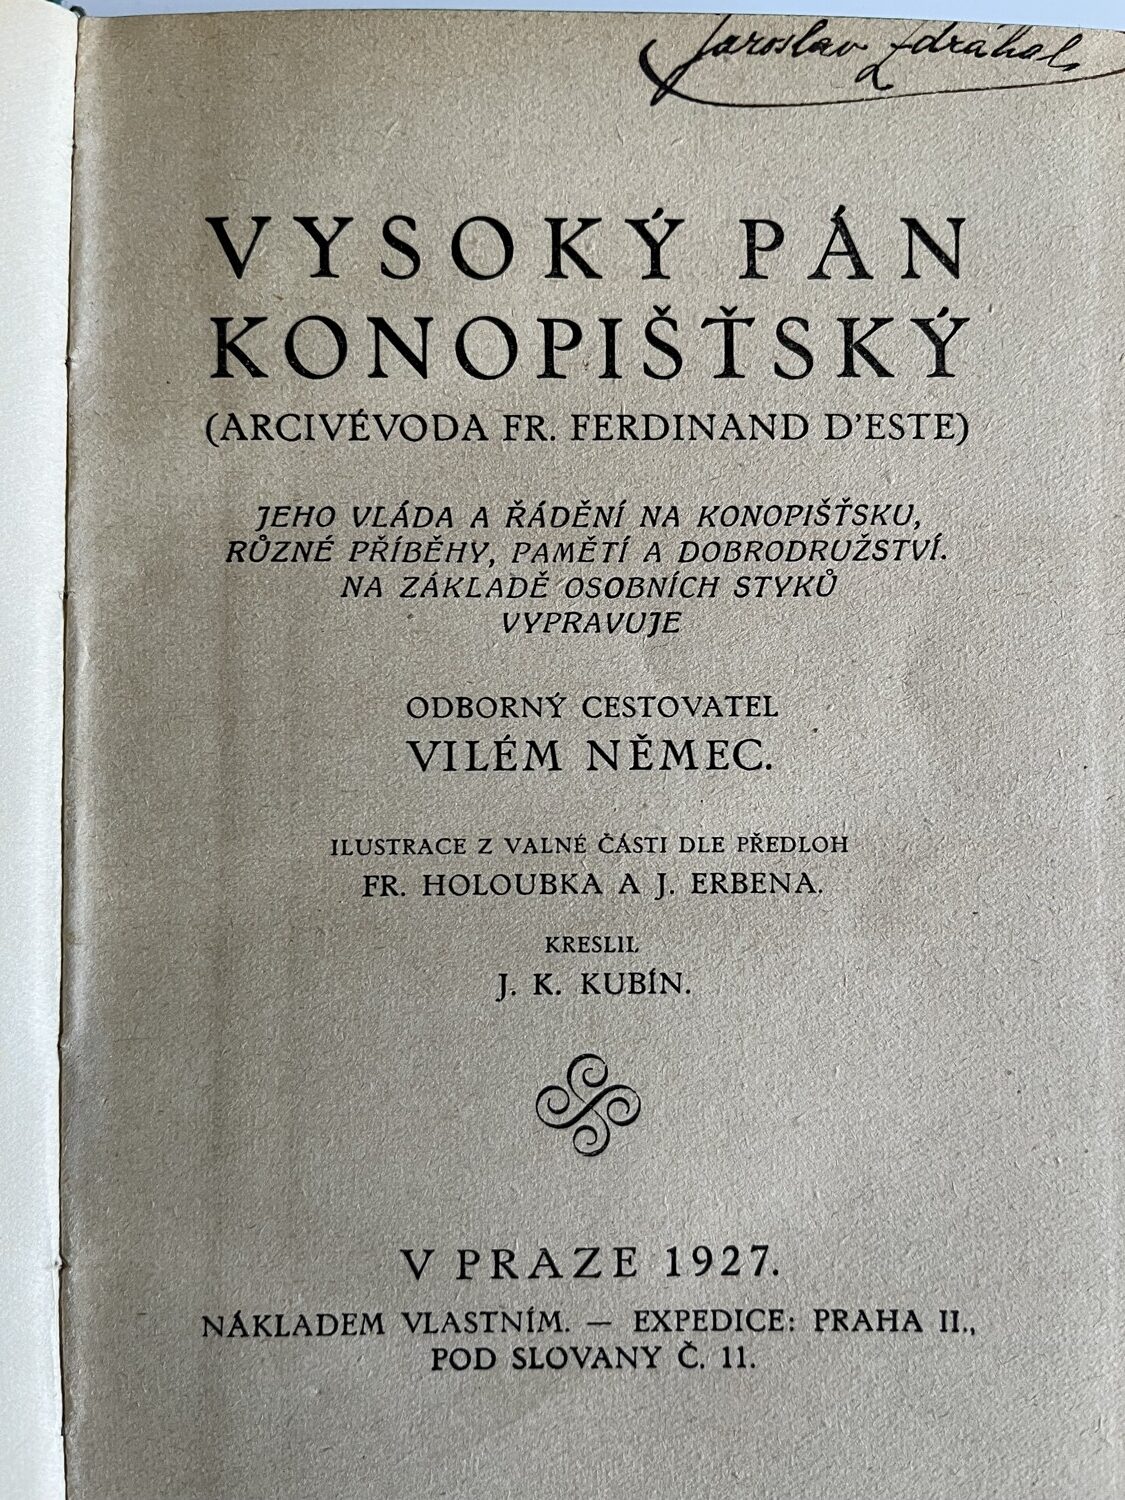 Jaroslav Zdráhal
VYSOKÝ PÁN
KONOPIŠŤSKÝ
(ARCIVÉVODA FR. FERDINAND D'ESTE)
JEHO VLÁDA A ŘÁDĚNÍ NA KONOPIŠŤSKU,
RŮZNÉ PŘÍBĚHY, PAMĚTÍ A DOBRODRUŽSTVÍ.
NA ZÁKLADĚ OSOBNÍCH STYKŮ
VYPRAVUJE
ODBORNÝ CESTOVATEL
VILÉM NĚMEC.
ILUSTRACE Z VALNÉ ČÁSTI DLE PŘEDLOH
FR. HOLOUBKA A J. ERBENA.
KRESLIL
J. K. KUBÍN.
V PRAZE 1927.
NÁKLADEM VLASTNÍM. — EXPEDICE: PRAHA II.,
POD SLOVANY Č. 11.